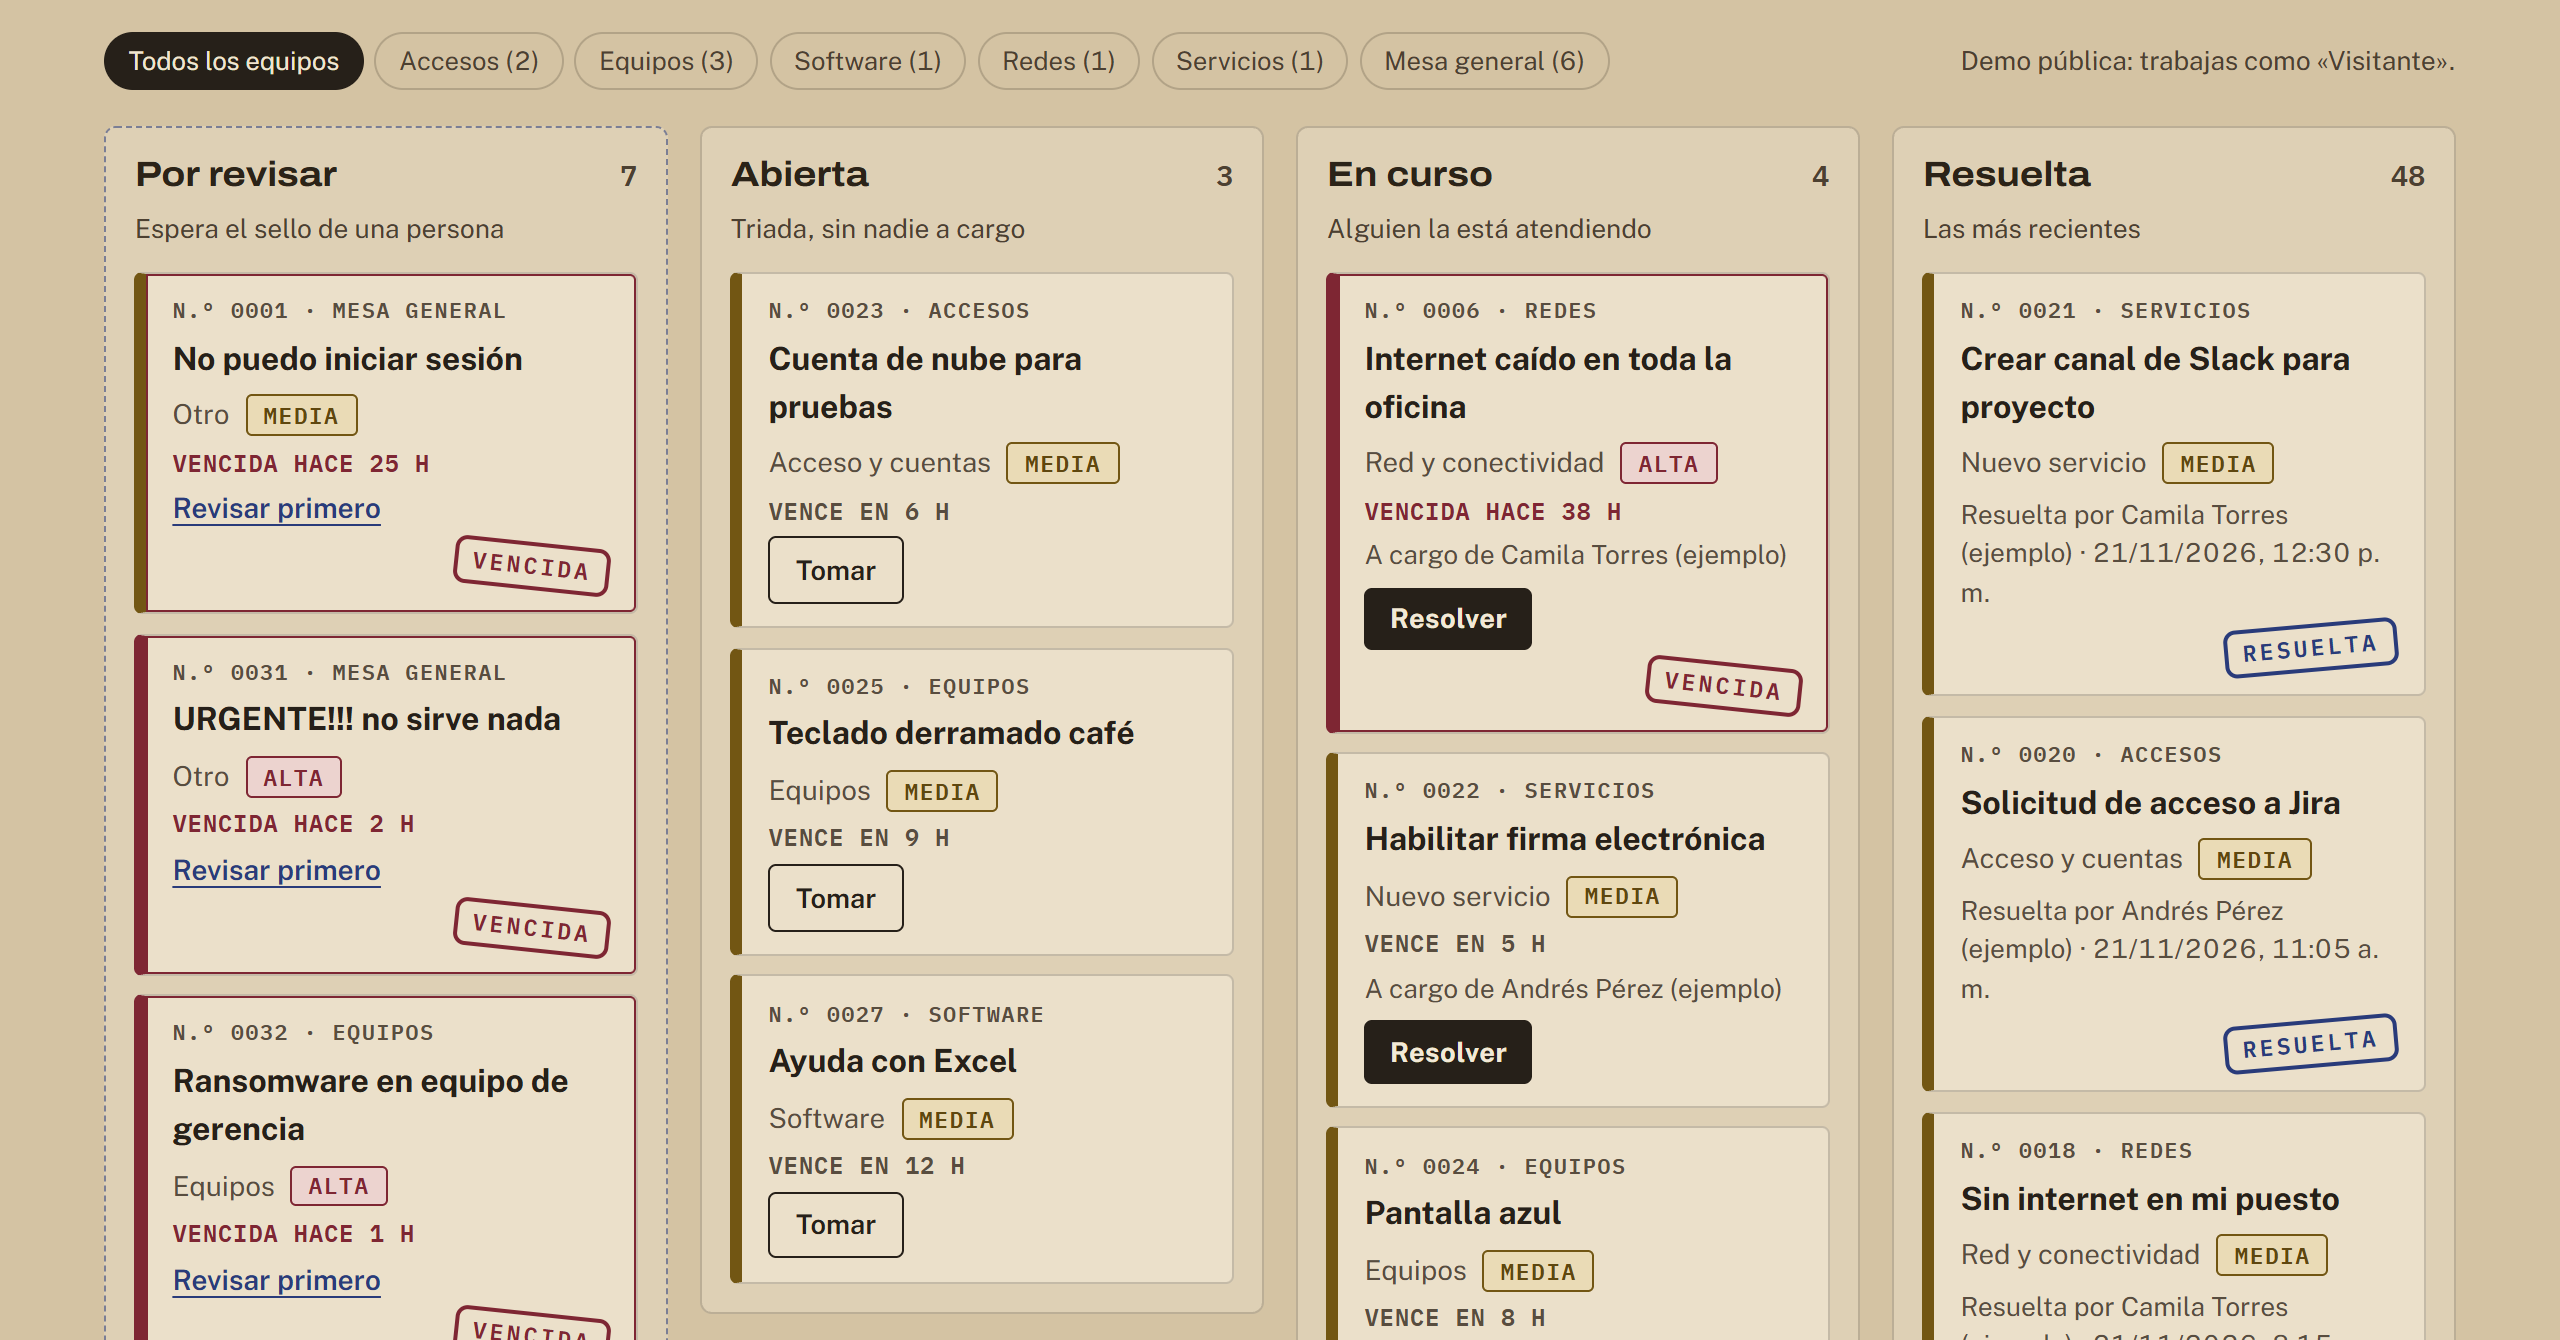 Todos los equipos
Accesos (2)
Equipos (3)
Software (1)
Redes (1)
Servicios (1)
Mesa general (6)
Demo pública: trabajas como «Visitante».
Por revisar
7
Espera el sello de una persona
N.º 0001 · MESA GENERAL
No puedo iniciar sesión
Otro
MEDIA
VENCIDA HACE 25 H
Revisar primero
VENCIDA
N.º 0031 · MESA GENERAL
URGENTE!!! no sirve nada
Otro
ALTA
VENCIDA HACE 2 H
Revisar primero
VENCIDA
N.º 0032 · EQUIPOS
Ransomware en equipo de
gerencia
Equipos
ALTA
VENCIDA HACE 1 H
Revisar primero
VENCIDA
Abierta
3
Triada, sin nadie a cargo
N.º 0023 · ACCESOS
Cuenta de nube para
pruebas
Acceso y cuentas
MEDIA
VENCE EN 6 H
Tomar
N.º 0025 · EQUIPOS
Teclado derramado café
Equipos
MEDIA
VENCE EN 9 H
Tomar
N.º 0027 · SOFTWARE
Ayuda con Excel
Software
MEDIA
VENCE EN 12 H
Tomar
En curso
4
Alguien la está atendiendo
N.º 0006 · REDES
Internet caído en toda la
oficina
Red y conectividad
ALTA
VENCIDA HACE 38 H
A cargo de Camila Torres (ejemplo)
Resolver
VENCIDA
N.º 0022 · SERVICIOS
Habilitar firma electrónica
Nuevo servicio
MEDIA
VENCE EN 5 H
A cargo de Andrés Pérez (ejemplo)
Resolver
N.º 0024 · EQUIPOS
Pantalla azul
Equipos
MEDIA
VENCE EN 8 H
Resuelta
48
Las más recientes
N.º 0021 · SERVICIOS
Crear canal de Slack para
proyecto
Nuevo servicio
MEDIA
Resuelta por Camila Torres
(ejemplo) · 21/11/2026, 12:30 p.
m.
RESUELTA
N.º 0020 · ACCESOS
Solicitud de acceso a Jira
Acceso y cuentas
MEDIA
Resuelta por Andrés Pérez
(ejemplo) · 21/11/2026, 11:05 a.
m.
RESUELTA
N.º 0018 · REDES
Sin internet en mi puesto
Red y conectividad
MEDIA
Resuelta por Camila Torres